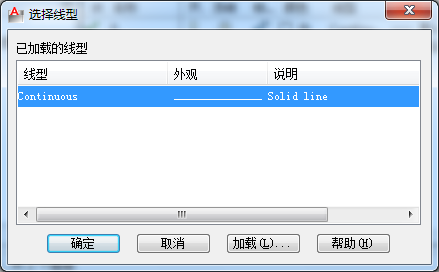 选择线型
已加载的线型
线型 外观 说明
Continuous Solid line
确定 取消 加载(L)... 帮助(H)